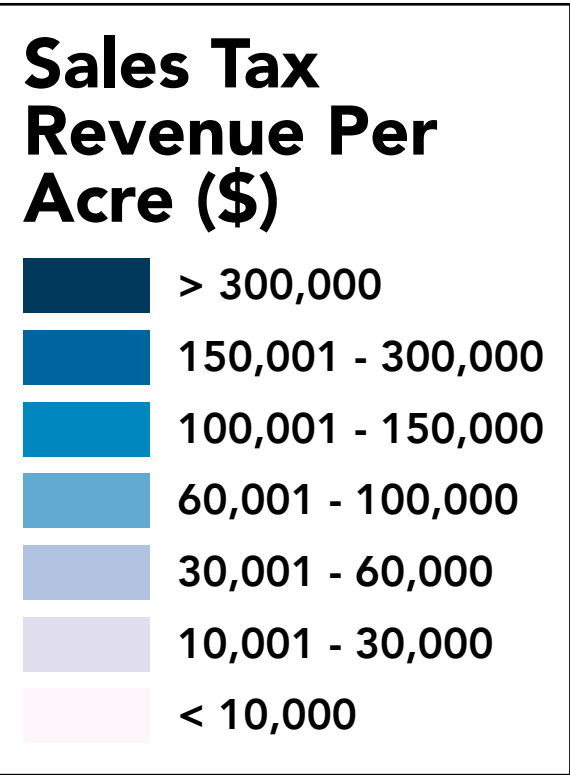 Sales Tax
Revenue Per
Acre ($)
> 300,000
150,001 - 300,000
100,001 - 150,000
60,001 - 100,000
30,001 - 60,000
10,001 - 30,000
< 10,000